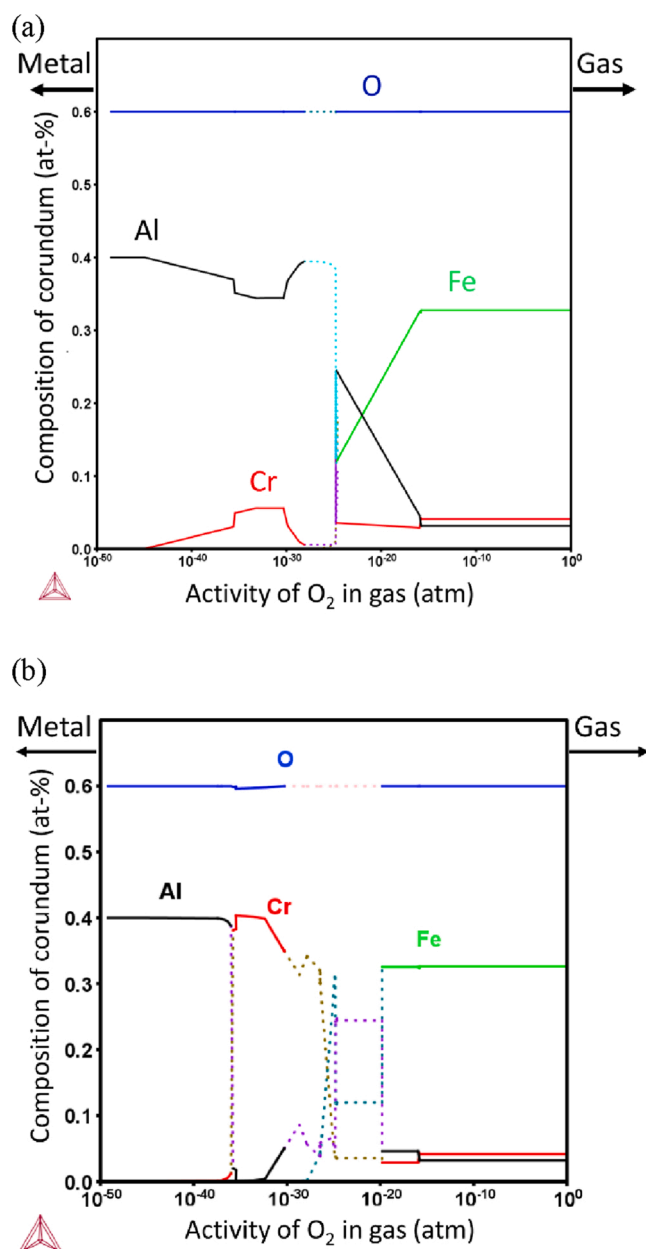 (a)
Metal
Gas
O
0.6
0.5
Al
0.4
Fe
0.3
0.2
Cr
0.1
0.0
Composition of corundum (at-%)
10⁻⁵⁰ 10⁻⁴⁰ 10⁻³⁰ 10⁻²⁰ 10⁻¹⁰ 10⁰
Activity of O₂ in gas (atm)
(b)
Metal
Gas
O
0.6
0.5
Al
Cr
0.4
Fe
0.3
0.2
0.1
0.0
Composition of corundum (at-%)
10⁻⁵⁰ 10⁻⁴⁰ 10⁻³⁰ 10⁻²⁰ 10⁻¹⁰ 10⁰
Activity of O₂ in gas (atm)